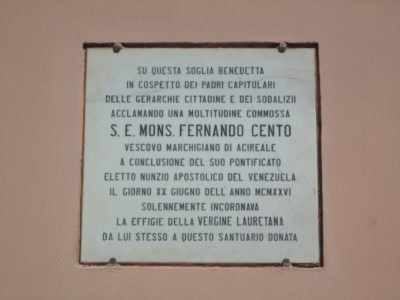 SU QUESTA SOGLIA BENEDETTA
IN COSPETTO DEI PADRI CAPITOLARI
DELLE GERARCHIE CITTADINE E DEI SODALIZII
ACCLAMANDO UNA MOLTITUDINE COMMOSSA
S. E. MONS. FERNANDO CENTO
VESCOVO MARCHIGIANO DI ACIREALE
A CONCLUSIONE DEL SUO PONTIFICATO
ELETTO NUNZIO APOSTOLICO DEL VENEZUELA
IL GIORNO XX GIUGNO DELL'ANNO MCMXXVI
SOLENNEMENTE INCORONAVA
LA EFFIGIE DELLA VERGINE LAURETANA
DA LUI STESSO A QUESTO SANTUARIO DONATA